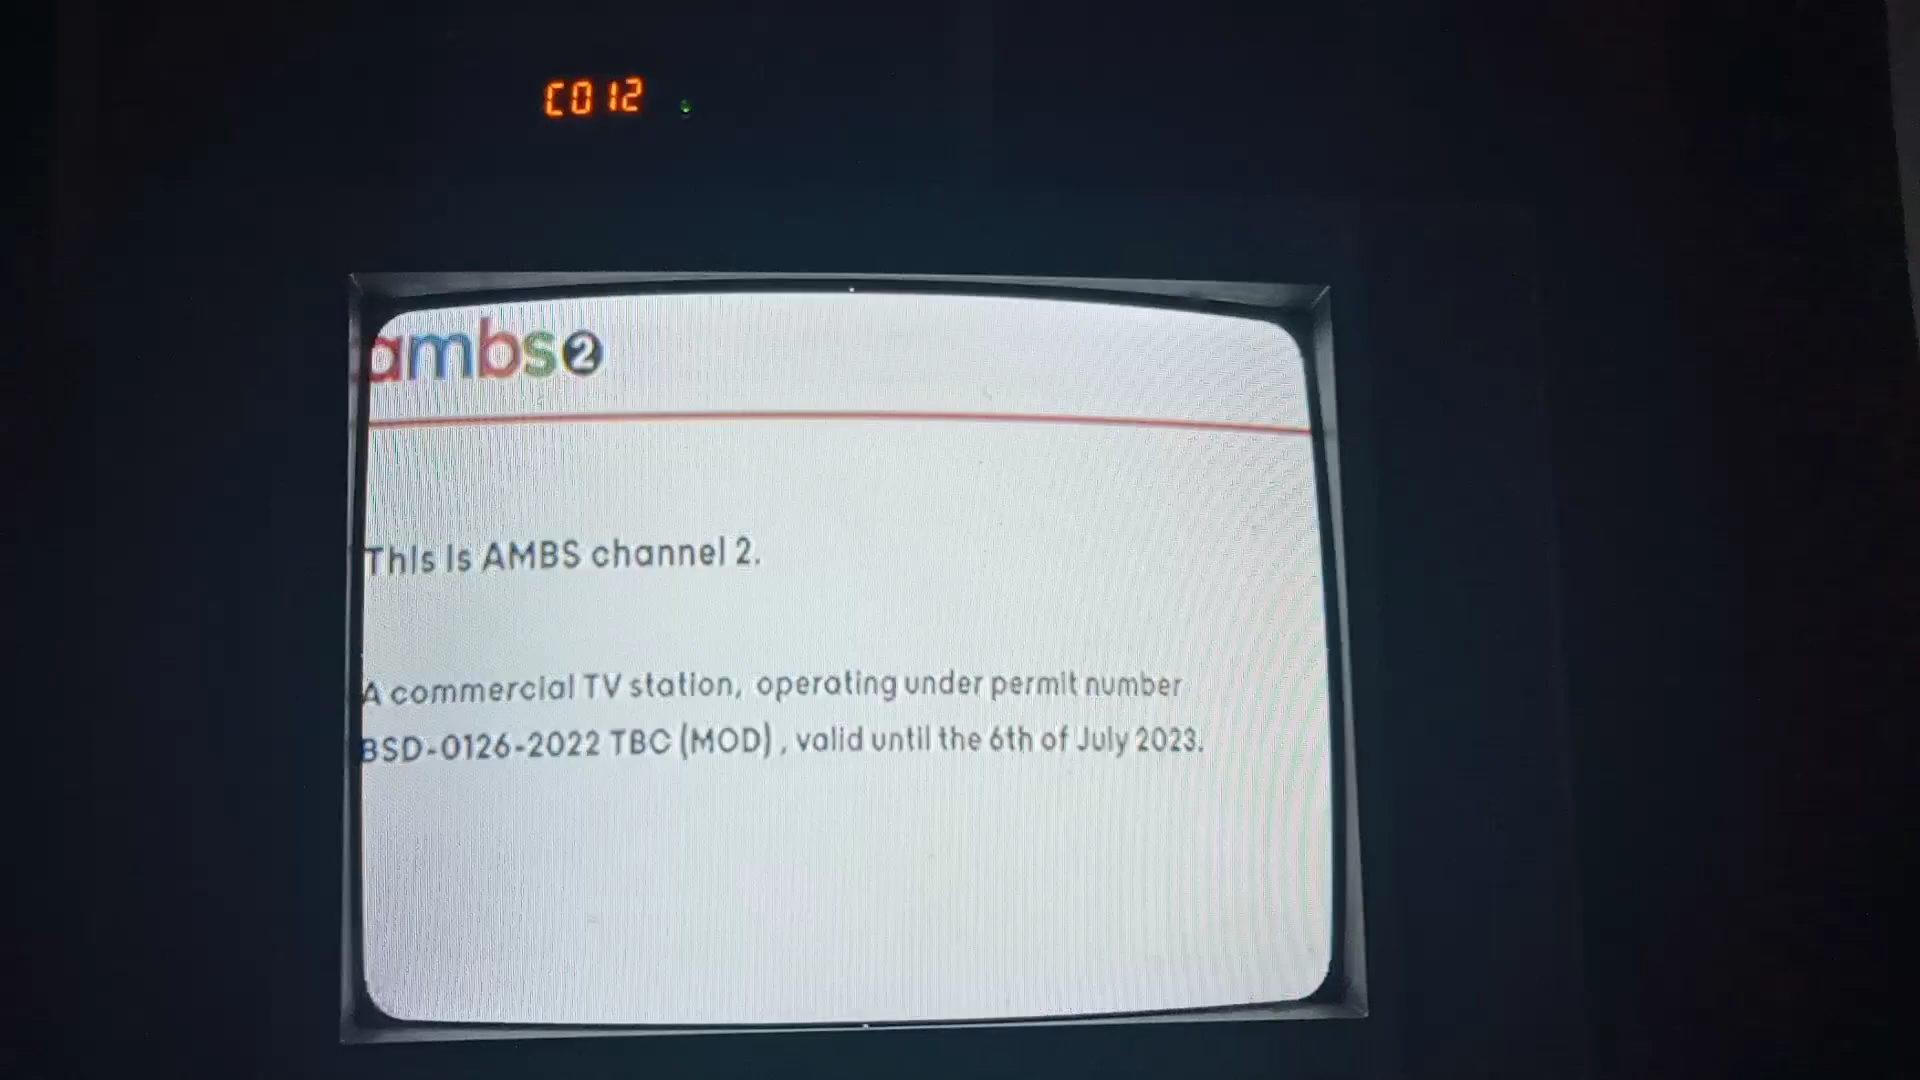 C012
ambs2
This is AMBS channel 2.
A commercial TV station, operating under permit number
BSD-0126-2022 TBC (MOD), valid until the 6th of July 2023.